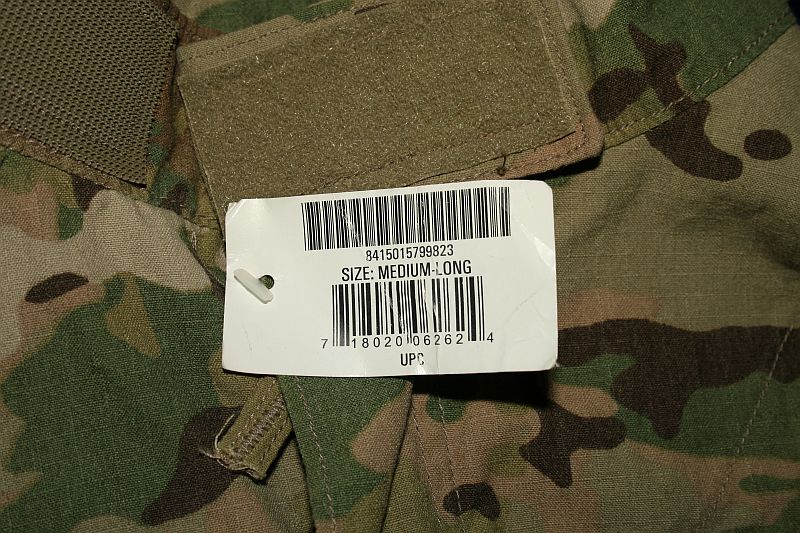 8415015799823
SIZE: MEDIUM-LONG
7 18020 06262 4
UPC